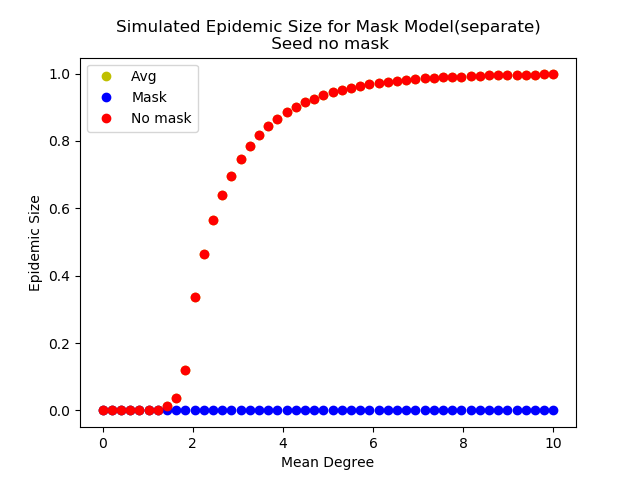 Simulated Epidemic Size for Mask Model(separate)
Seed no mask
Avg
Mask
No mask
1.0
0.8
0.6
0.4
0.2
0.0
Epidemic Size
0 2 4 6 8 10
Mean Degree